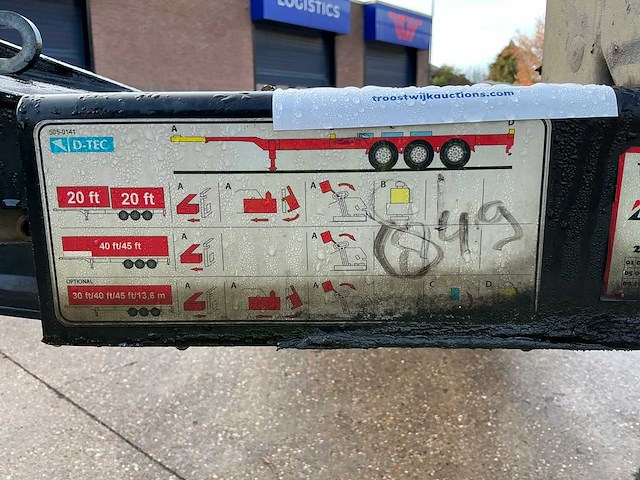 LOGISTICS
troostwijkauctions.com
505-0141
D-TEC
A
D
20 ft 20 ft
A A A B
40 ft/45 ft
A A
OPTIONAL
30 ft/40 ft/45 ft/13,6 m
A A A C D
849